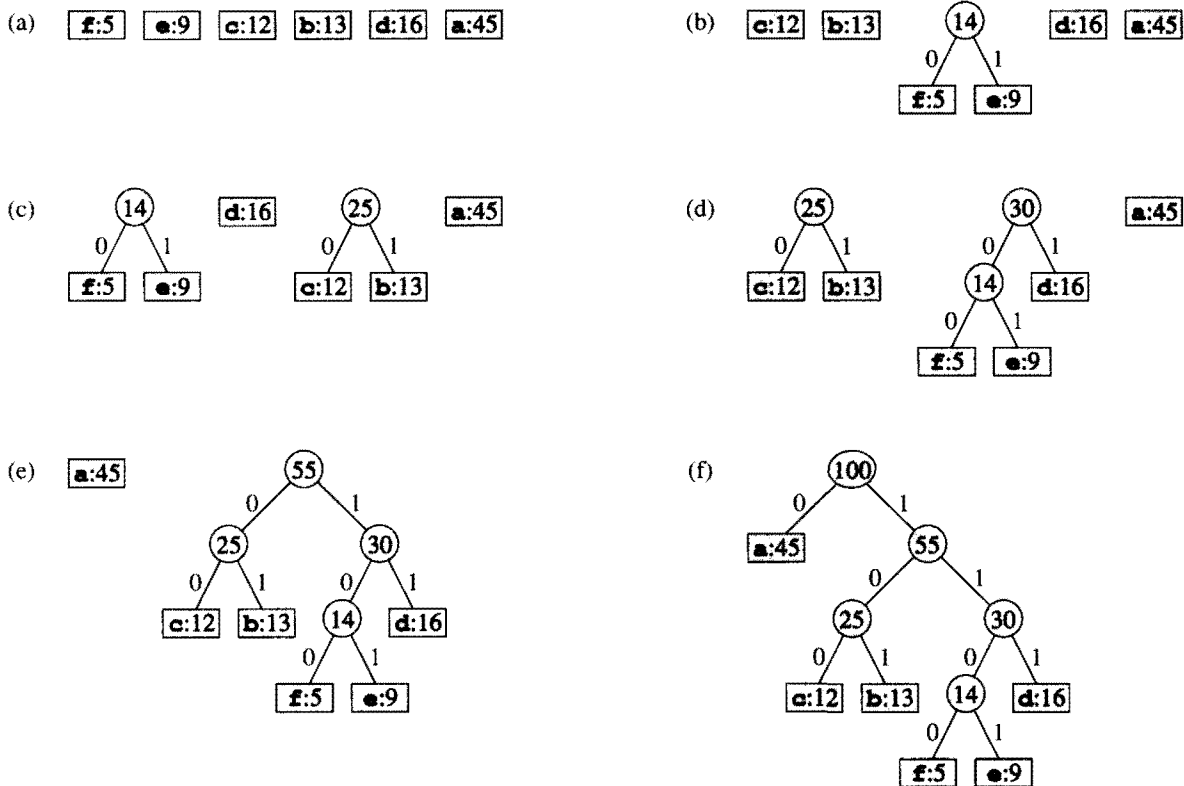 (a) f:5 e:9 c:12 b:13 d:16 a:45
(b) c:12 b:13 14 d:16 a:45
0 1
f:5 e:9
(c) 14 d:16 25 a:45
0 1 0 1
f:5 e:9 c:12 b:13
(d) 25 30 a:45
0 1 0 1
c:12 b:13 14 d:16
0 1
f:5 e:9
(e) a:45 55
0 1
25 30
0 1 0 1
c:12 b:13 14 d:16
0 1
f:5 e:9
(f) 100
0 1
a:45 55
0 1
25 30
0 1 0 1
c:12 b:13 14 d:16
0 1
f:5 e:9